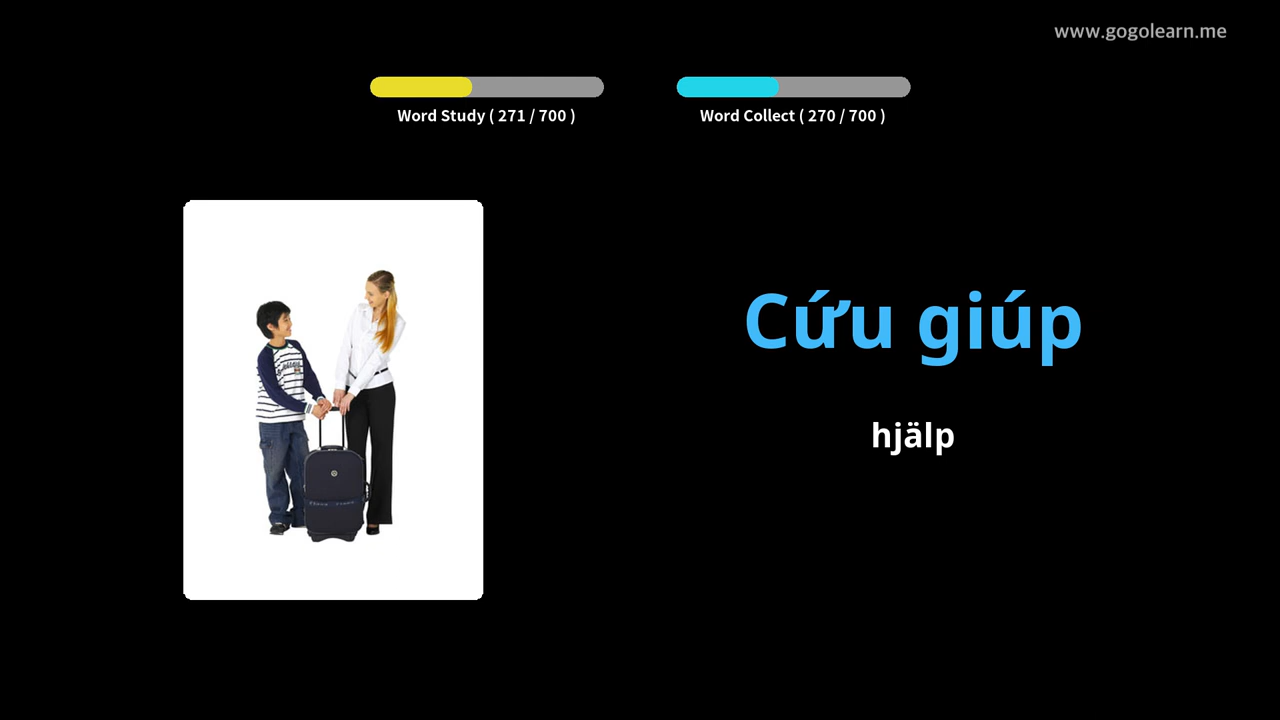 www.gogolearn.me
Word Study ( 271 / 700 )
Word Collect ( 270 / 700 )
Cứu giúp
hjälp